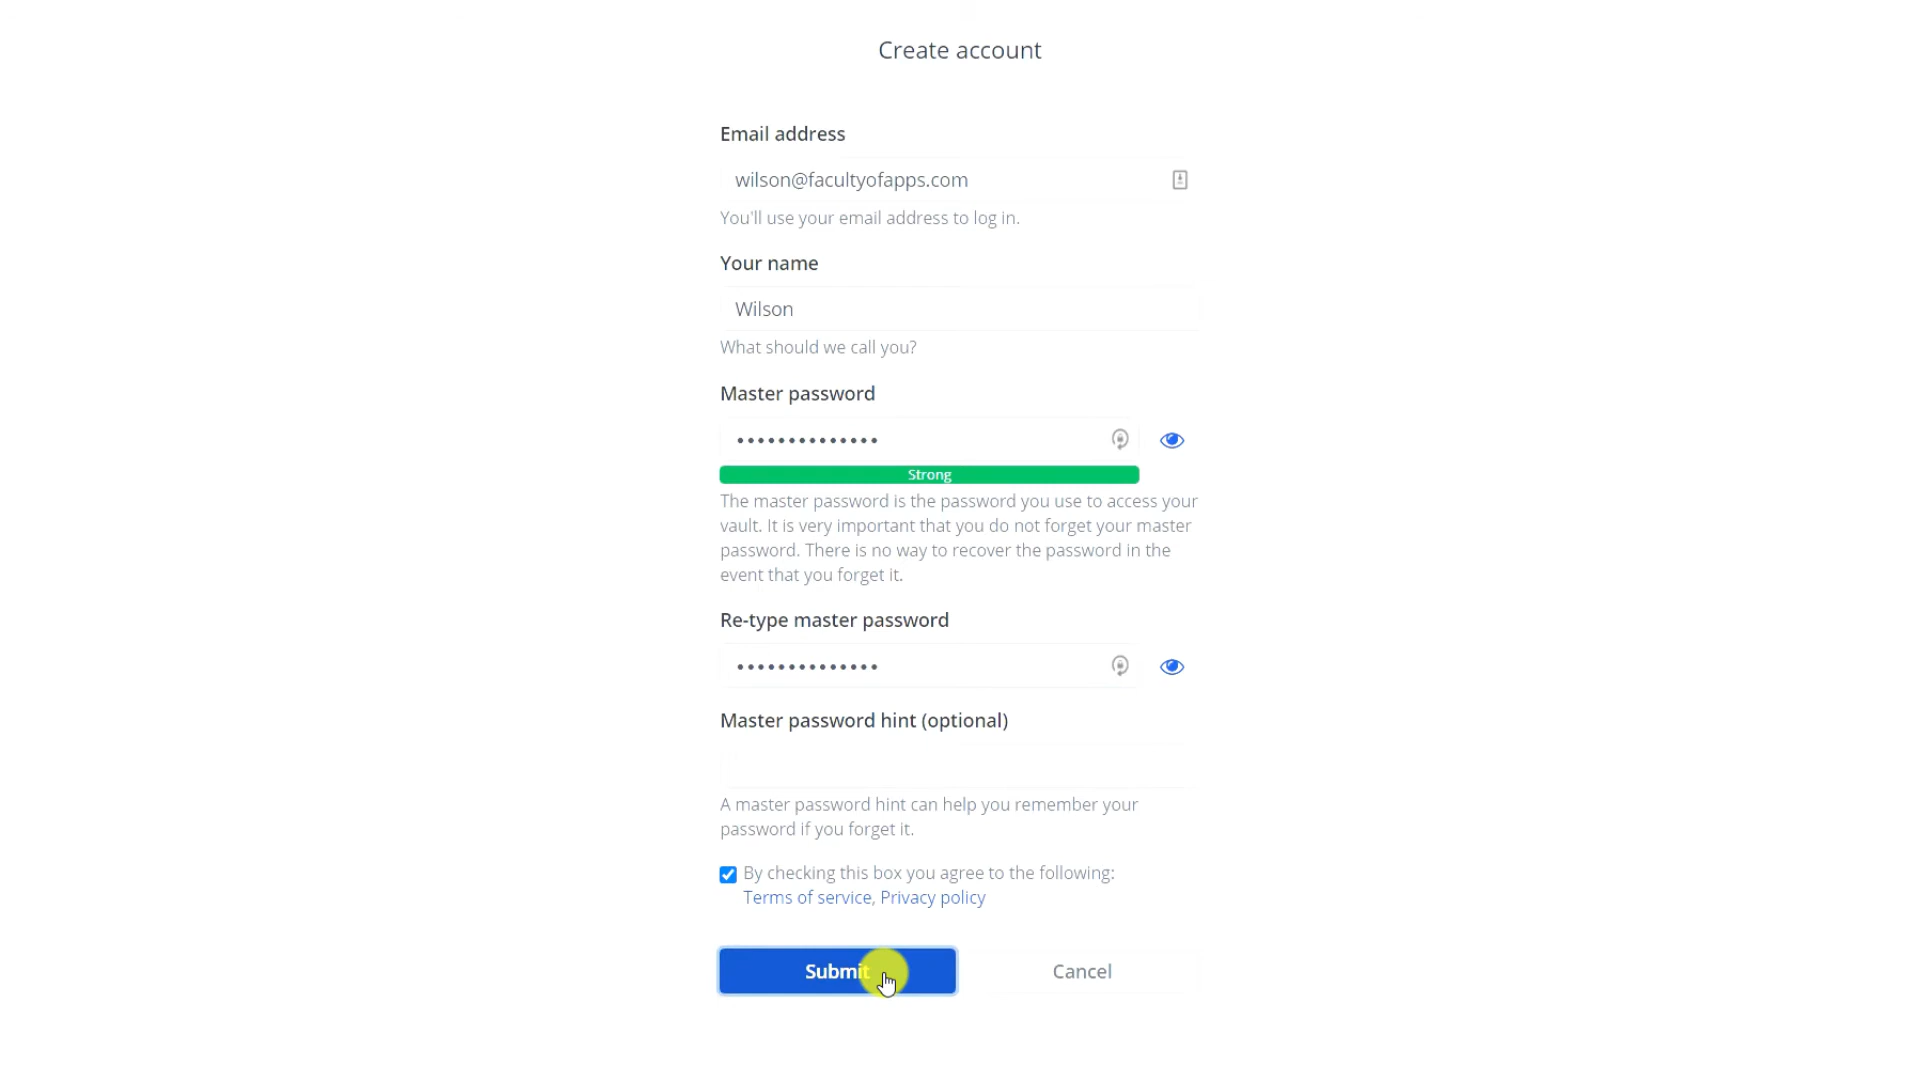 Create account
Email address
wilson@facultyofapps.com
You'll use your email address to log in.
Your name
Wilson
What should we call you?
Master password
••••••••••••••
Strong
The master password is the password you use to access your
vault. It is very important that you do not forget your master
password. There is no way to recover the password in the
event that you forget it.
Re-type master password
••••••••••••••
Master password hint (optional)
A master password hint can help you remember your
password if you forget it.
By checking this box you agree to the following:
Terms of service, Privacy policy
Submit
Cancel